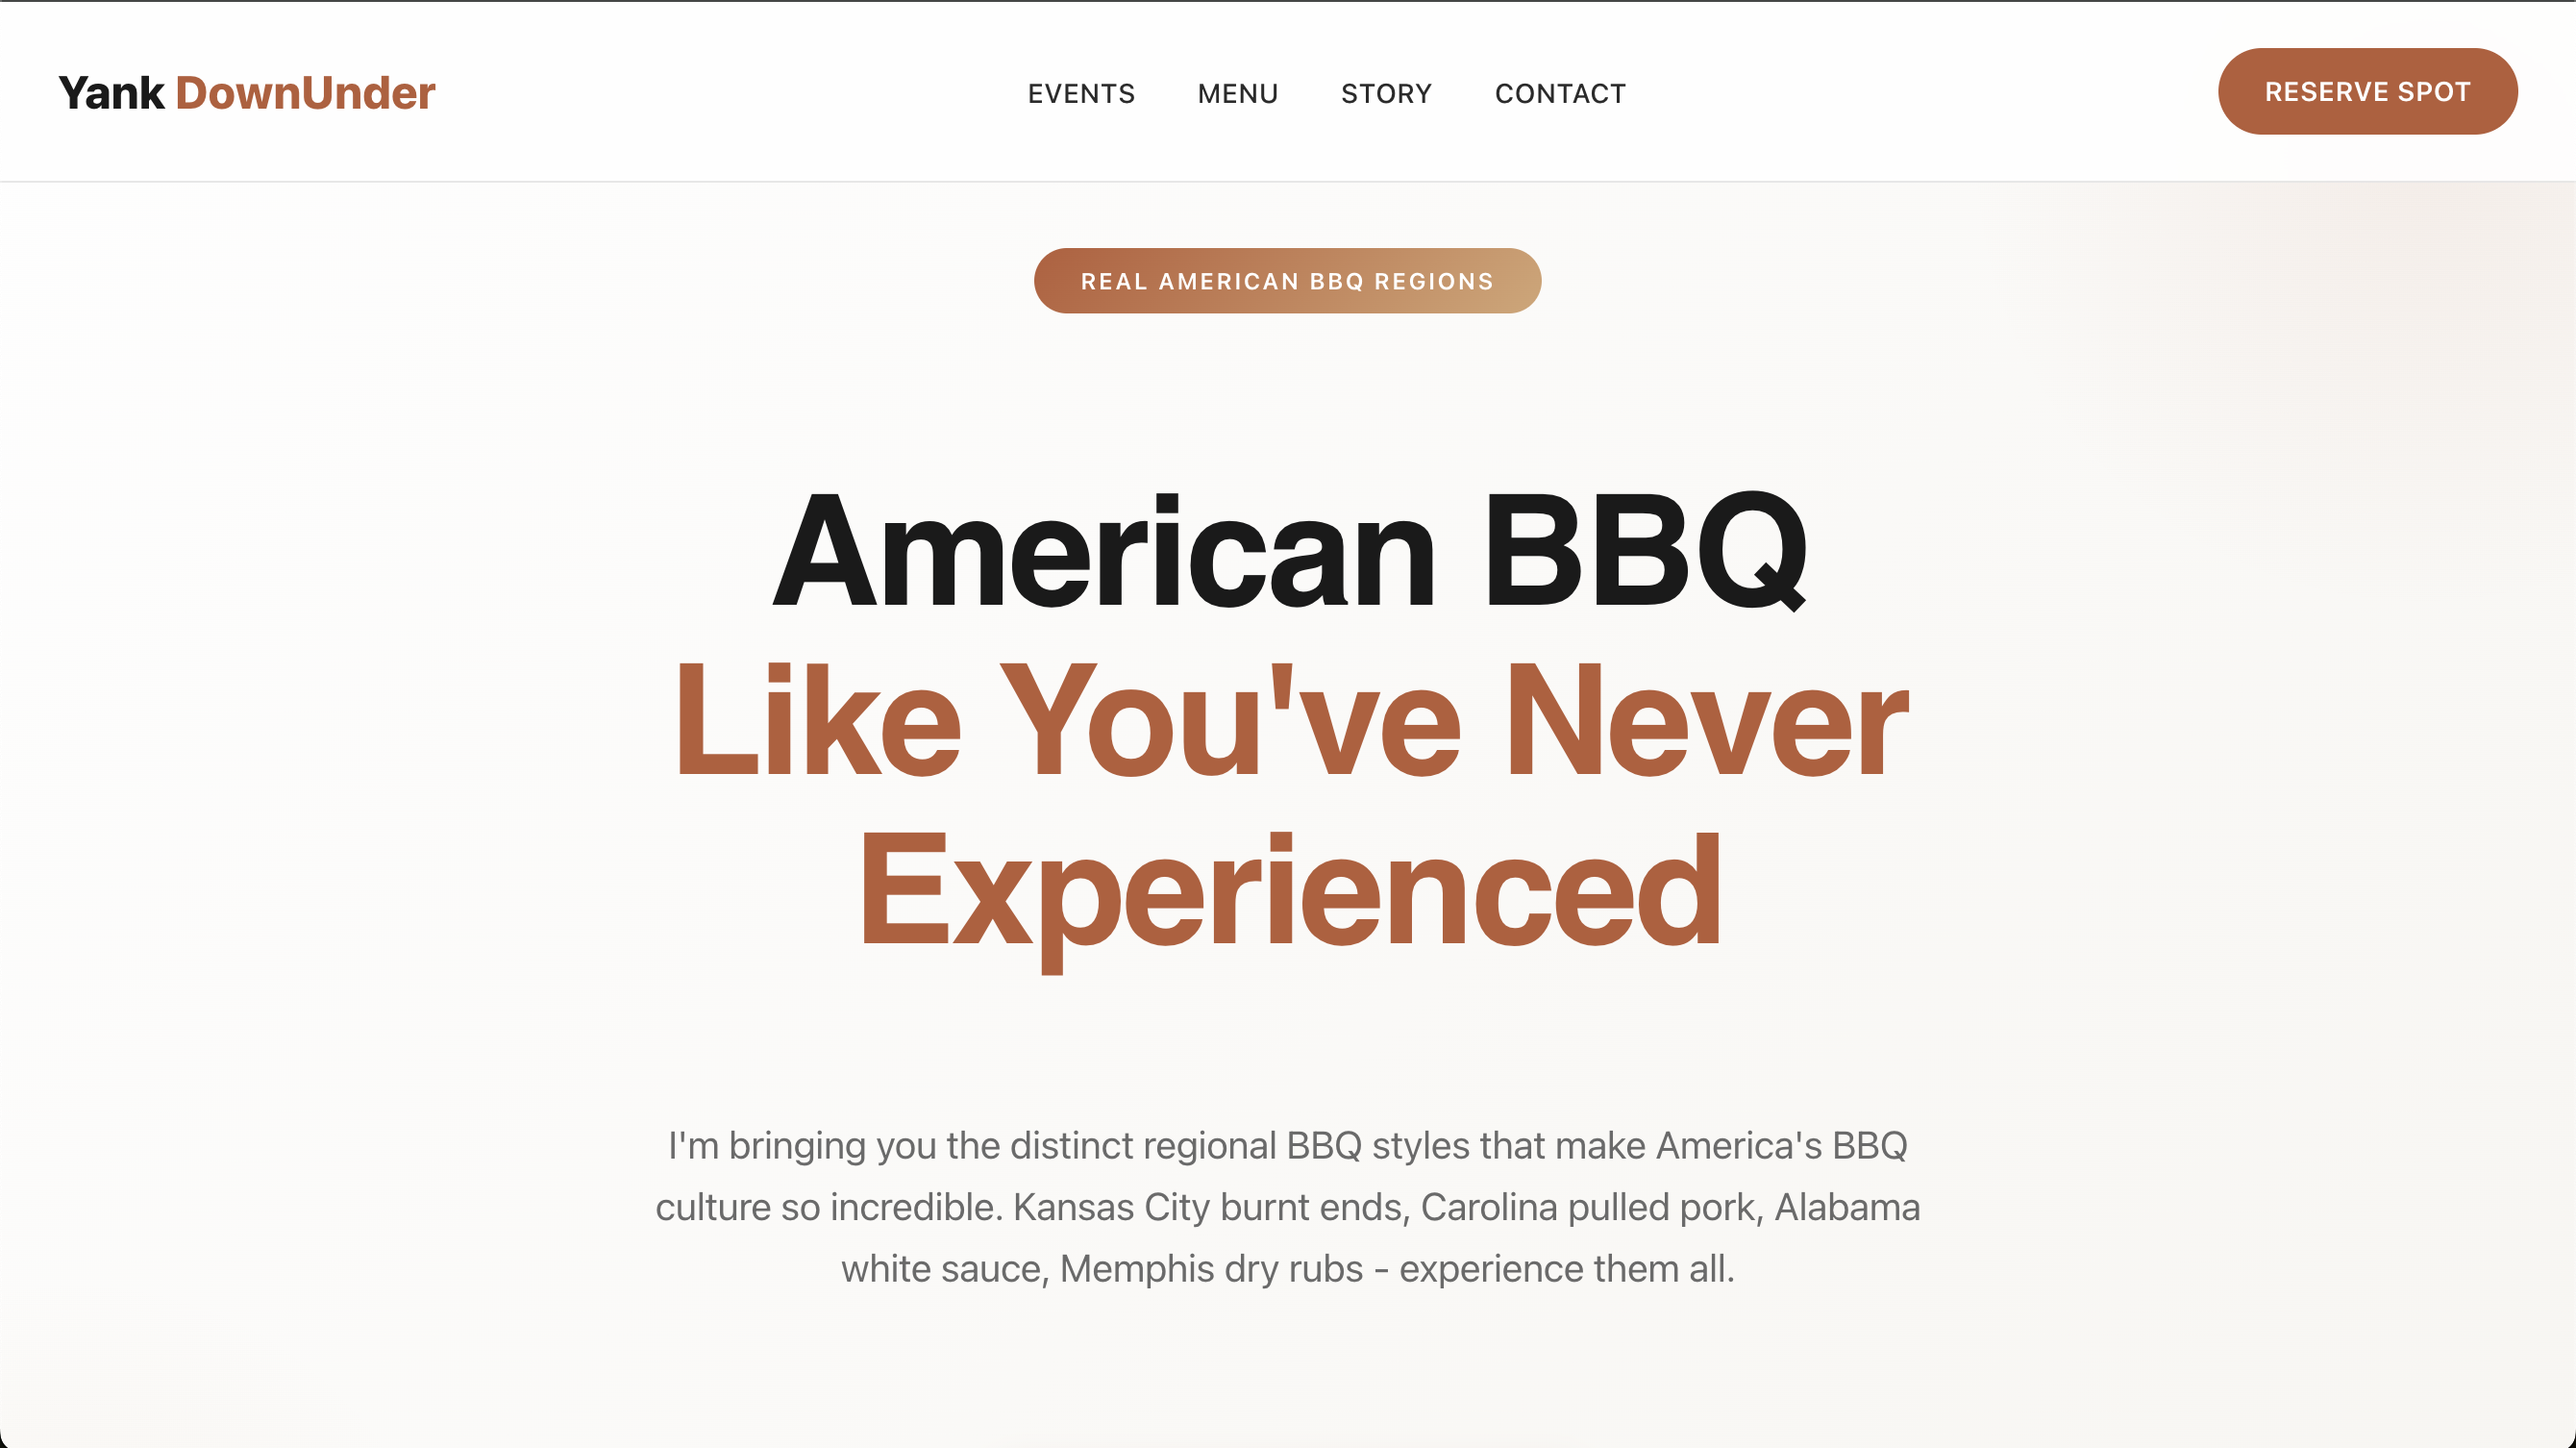 Yank DownUnder
EVENTS MENU STORY CONTACT
RESERVE SPOT
REAL AMERICAN BBQ REGIONS
American BBQ
Like You've Never
Experienced
I'm bringing you the distinct regional BBQ styles that make America's BBQ
culture so incredible. Kansas City burnt ends, Carolina pulled pork, Alabama
white sauce, Memphis dry rubs - experience them all.